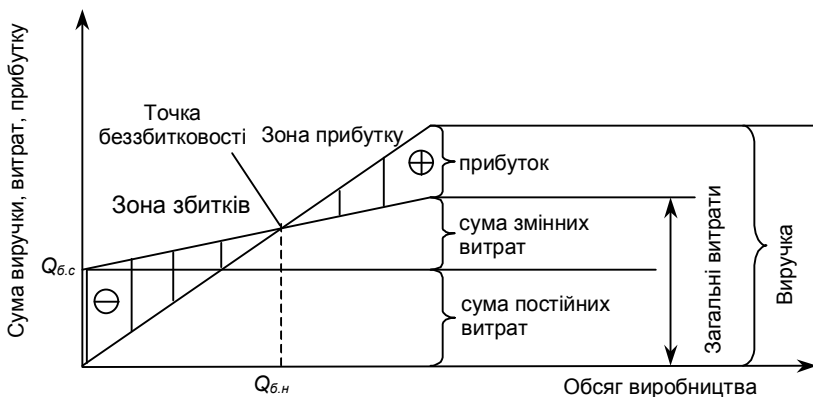 Сума виручки, витрат, прибутку
Точка
беззбитковості
Зона прибутку
Зона збитків
прибуток
сума змінних
витрат
сума постійних
витрат
Загальні витрати
Виручка
Qб.с
Qб.н
Обсяг виробництва